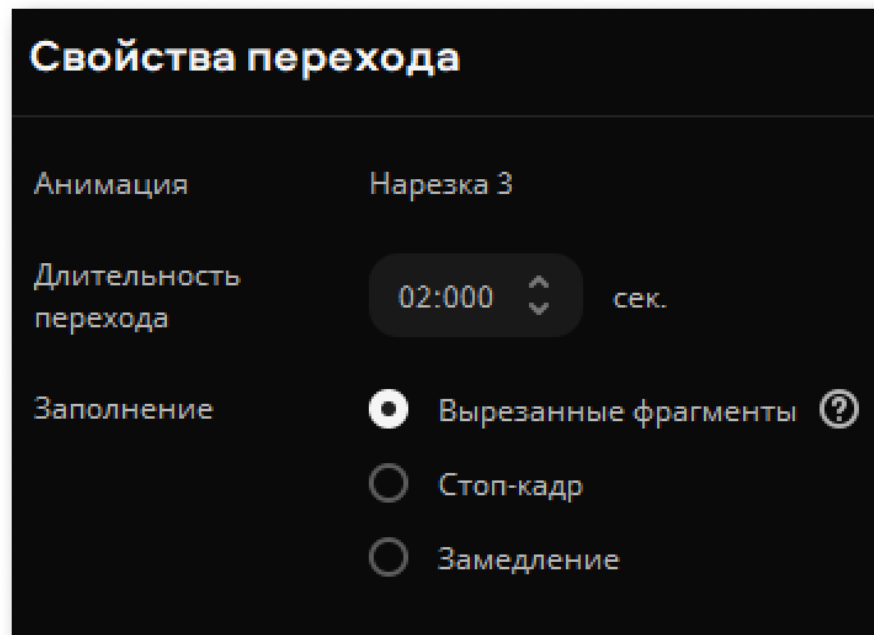 Свойства перехода
Анимация Нарезка 3
Длительность
перехода 02:000 сек.
Заполнение Вырезанные фрагменты ?
Стоп-кадр
Замедление